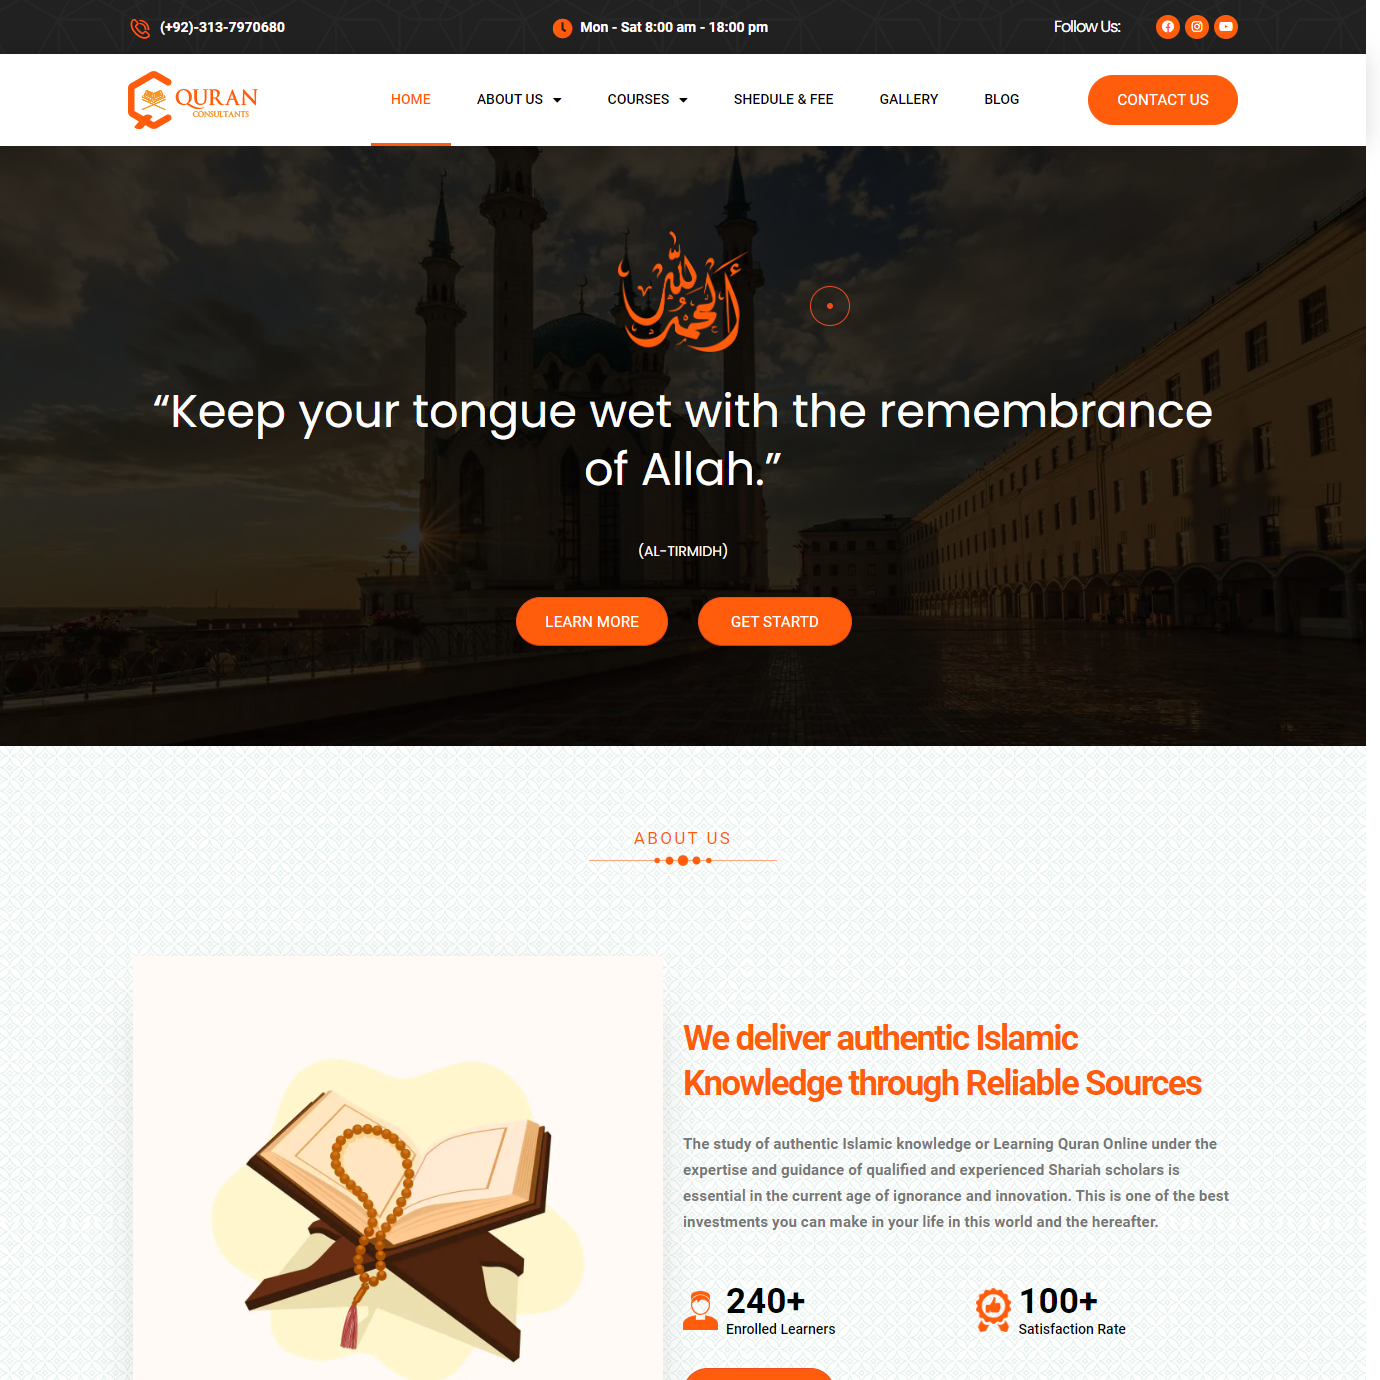 (+92)-313-7970680
Mon - Sat 8:00 am - 18:00 pm
Follow Us:
QURAN
CONSULTANTS
HOME
ABOUT US
COURSES
SHEDULE & FEE
GALLERY
BLOG
CONTACT US
الحمد لله
“Keep your tongue wet with the remembrance
of Allah.”
(AL-TIRMIDH)
LEARN MORE
GET STARTD
ABOUT US
We deliver authentic Islamic
Knowledge through Reliable Sources
The study of authentic Islamic knowledge or Learning Quran Online under the
expertise and guidance of qualified and experienced Shariah scholars is
essential in the current age of ignorance and innovation. This is one of the best
investments you can make in your life in this world and the hereafter.
240+
Enrolled Learners
100+
Satisfaction Rate